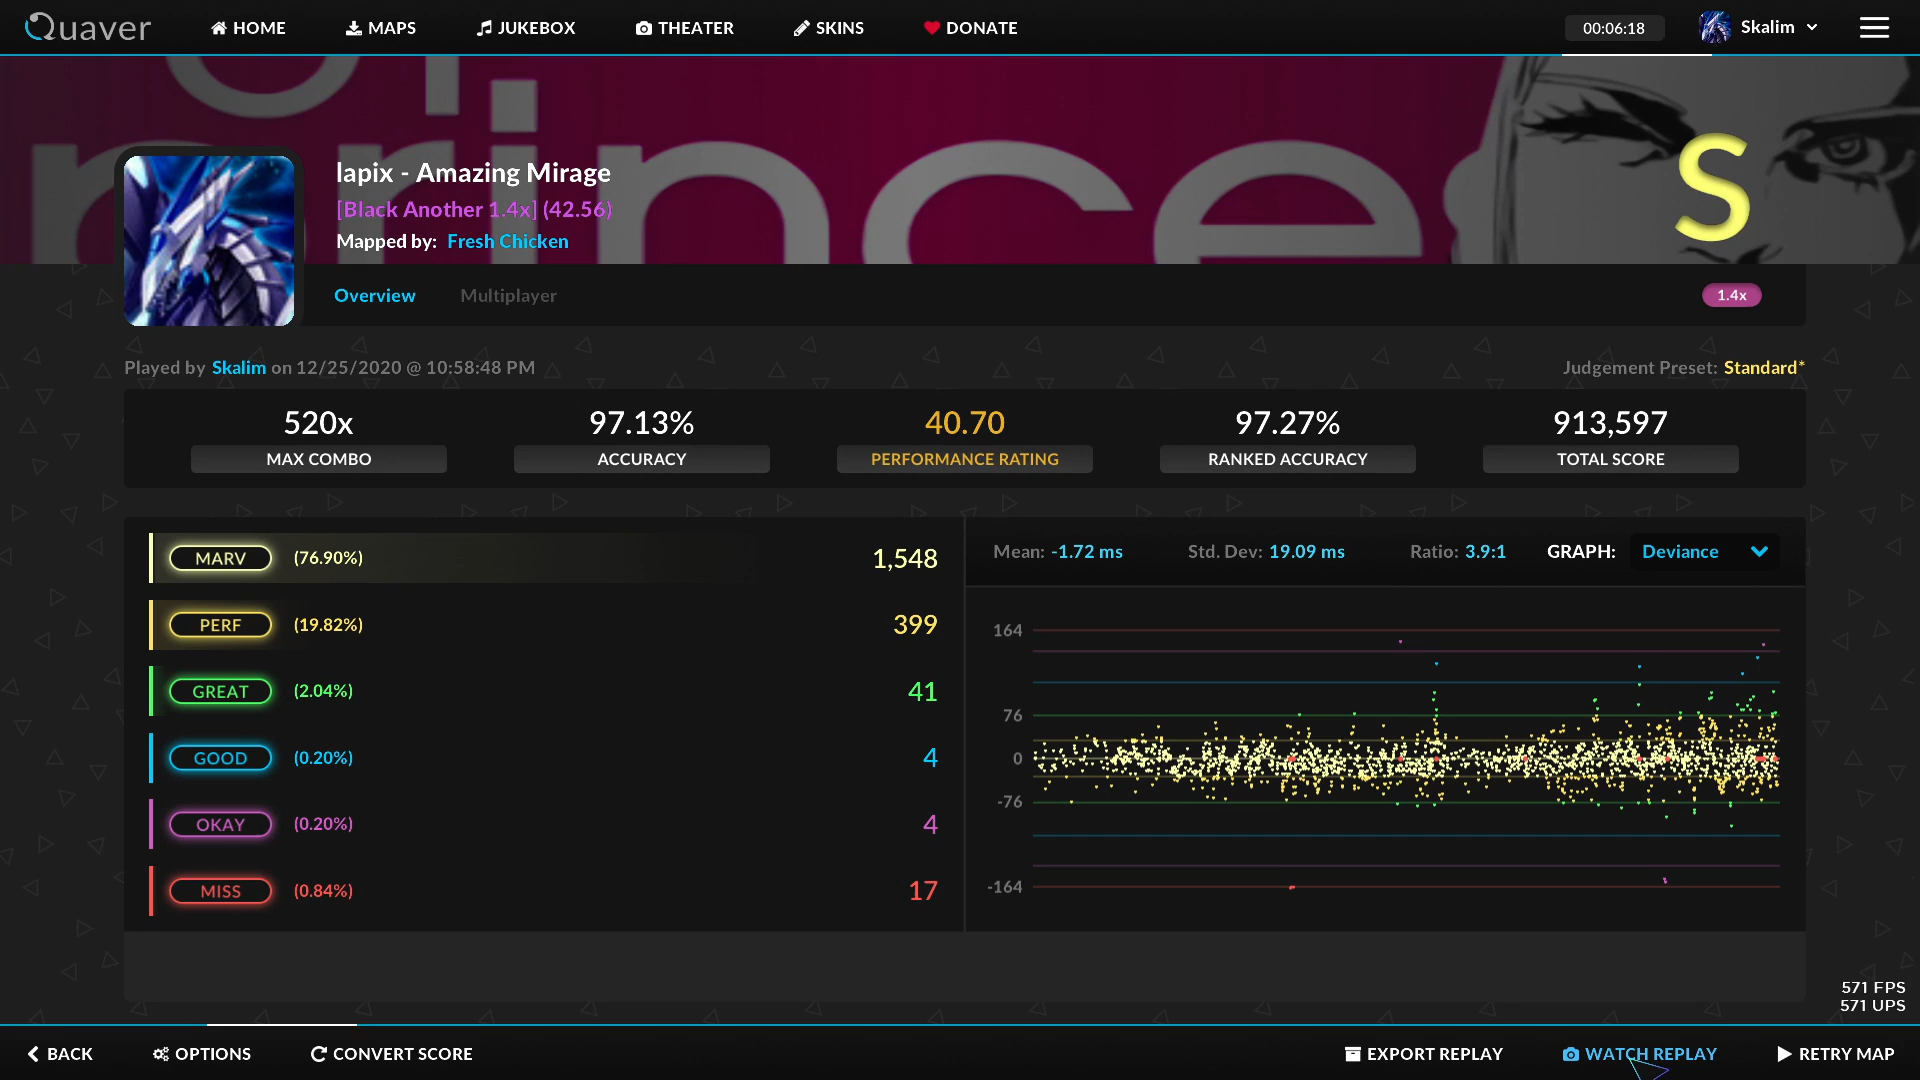 Quaver HOME MAPS JUKEBOX THEATER SKINS DONATE 00:06:18 Skalim
of
prince
S
lapix - Amazing Mirage
[Black Another 1.4x] (42.56)
Mapped by: Fresh Chicken
Overview Multiplayer 1.4x
Played by Skalim on 12/25/2020 @ 10:58:48 PM Judgement Preset: Standard*
520x 97.13% 40.70 97.27% 913,597
MAX COMBO ACCURACY PERFORMANCE RATING RANKED ACCURACY TOTAL SCORE
MARV (76.90%) 1,548
PERF (19.82%) 399
GREAT (2.04%) 41
GOOD (0.20%) 4
OKAY (0.20%) 4
MISS (0.84%) 17
Mean: -1.72 ms Std. Dev: 19.09 ms Ratio: 3.9:1 GRAPH: Deviance
164
76
0
-76
-164
571 FPS
571 UPS
BACK OPTIONS CONVERT SCORE EXPORT REPLAY WATCH REPLAY RETRY MAP